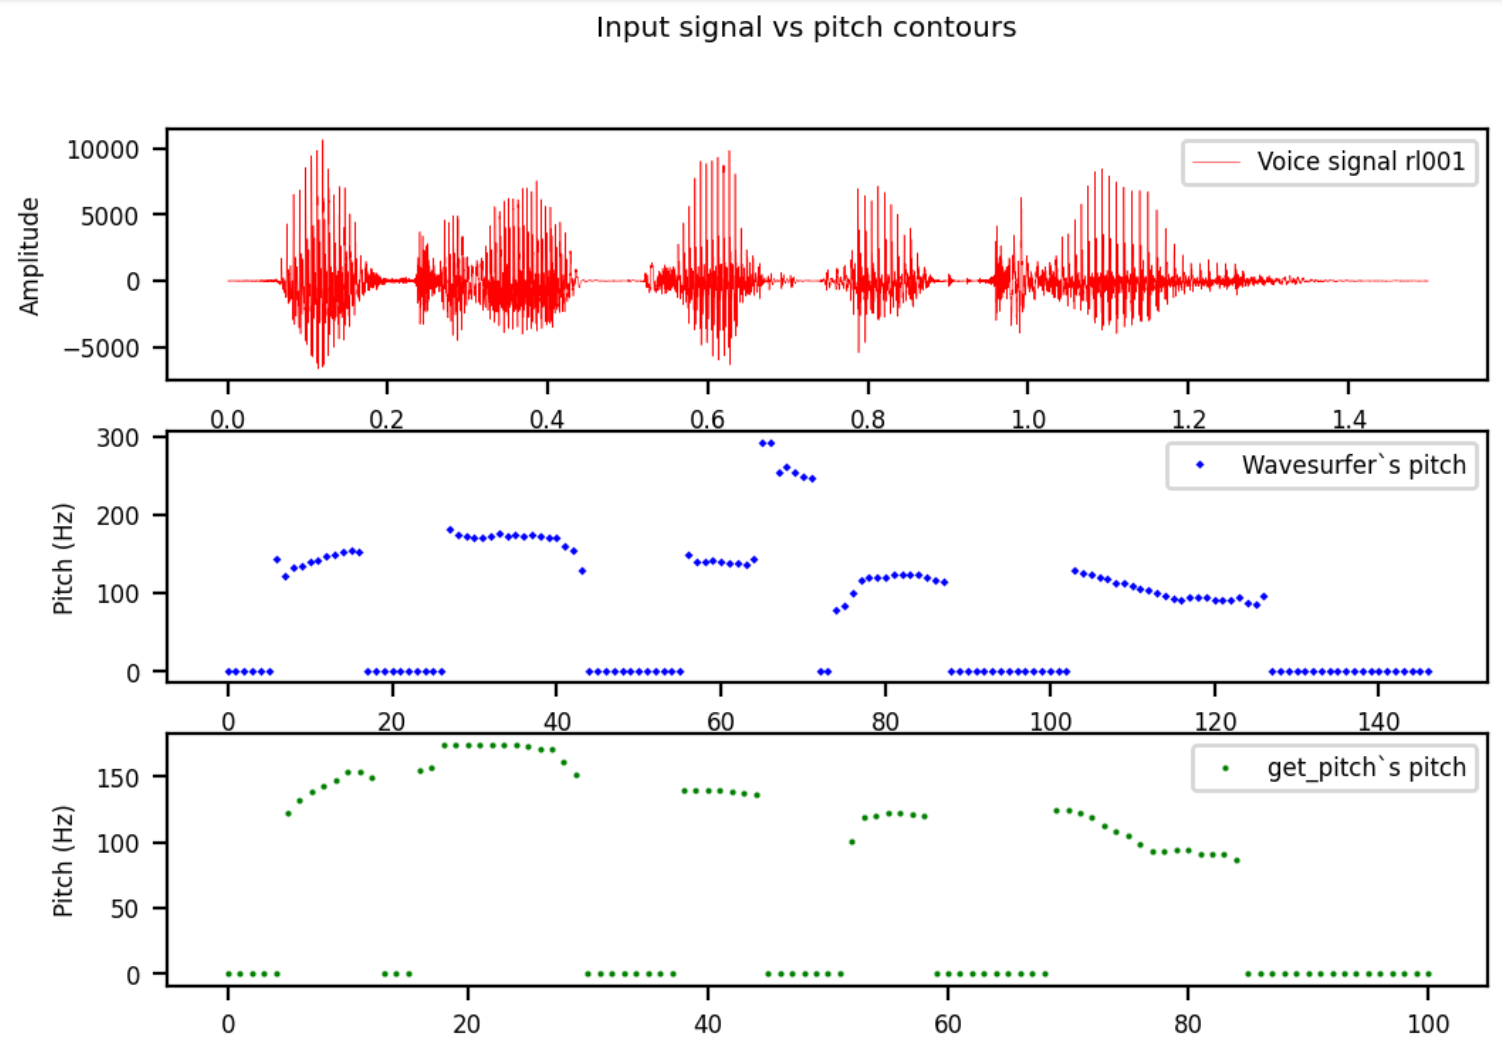 Input signal vs pitch contours
10000
5000
0
−5000
Amplitude
Voice signal rl001
0.0 0.2 0.4 0.6 0.8 1.0 1.2 1.4
300
200
100
0
Pitch (Hz)
Wavesurfer`s pitch
0 20 40 60 80 100 120 140
150
100
50
0
Pitch (Hz)
get_pitch`s pitch
0 20 40 60 80 100